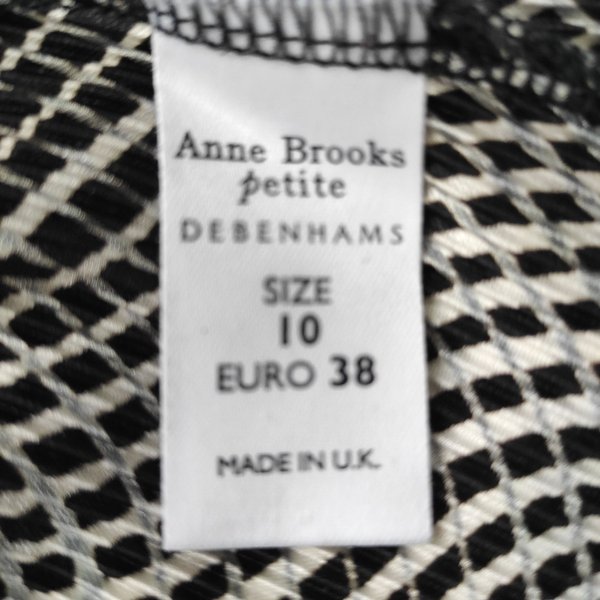 Anne Brooks
petite
DEBENHAMS
SIZE
10
EURO 38
MADE IN U.K.